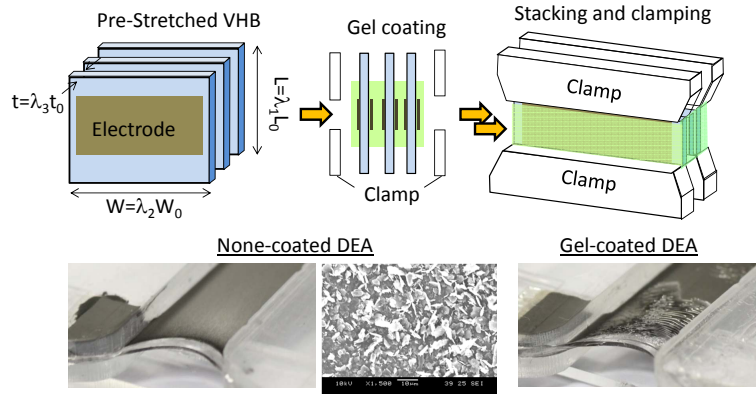 Pre-Stretched VHB
Gel coating
Stacking and clamping
t=λ3t0
Electrode
L=λ1L0
W=λ2W0
Clamp
Clamp
Clamp
None-coated DEA
Gel-coated DEA
10kV X1,500 10μm 39 25 SEI